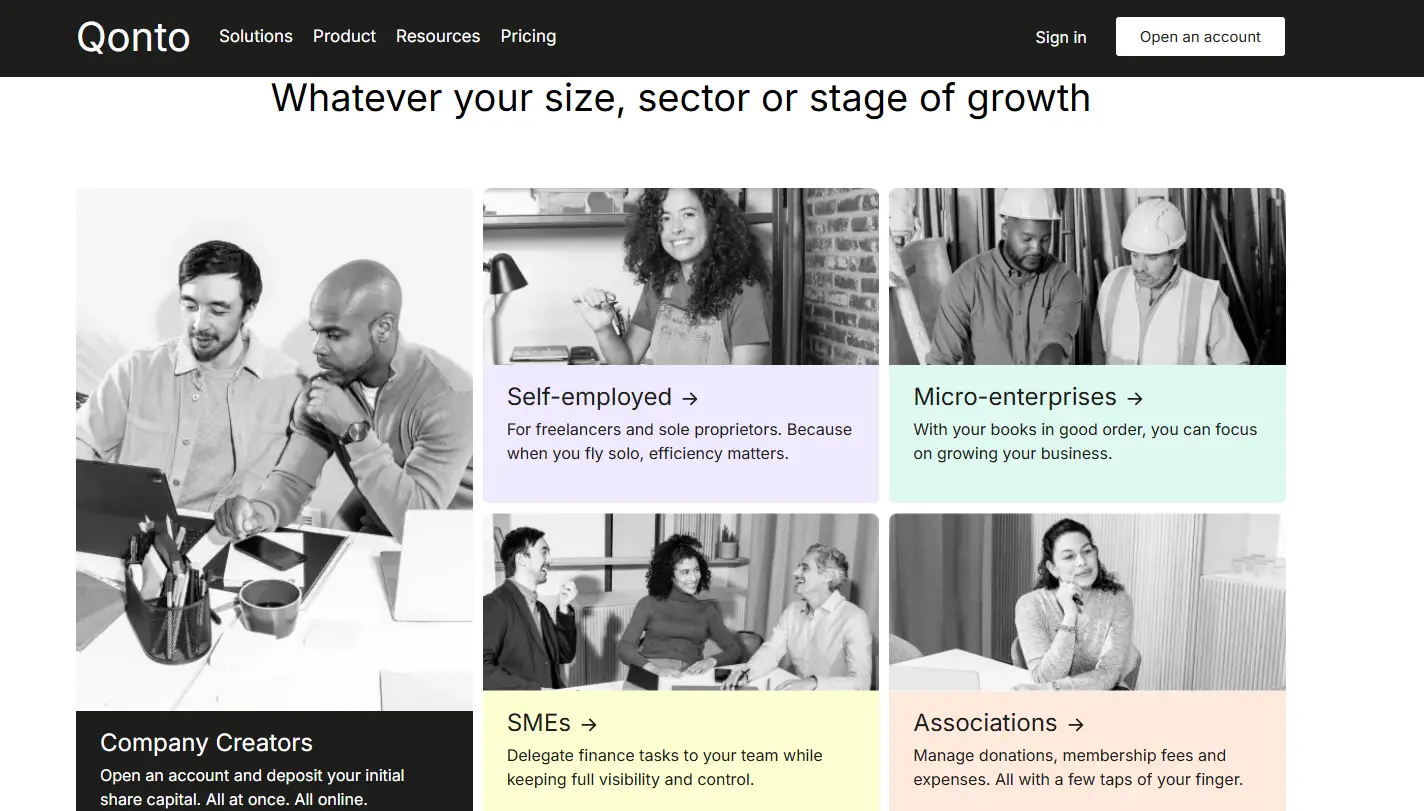 Qonto
Solutions
Product
Resources
Pricing
Sign in
Open an account
Whatever your size, sector or stage of growth
Company Creators
Open an account and deposit your initial
share capital. All at once. All online.
Self-employed →
For freelancers and sole proprietors. Because
when you fly solo, efficiency matters.
Micro-enterprises →
With your books in good order, you can focus
on growing your business.
SMEs →
Delegate finance tasks to your team while
keeping full visibility and control.
Associations →
Manage donations, membership fees and
expenses. All with a few taps of your finger.